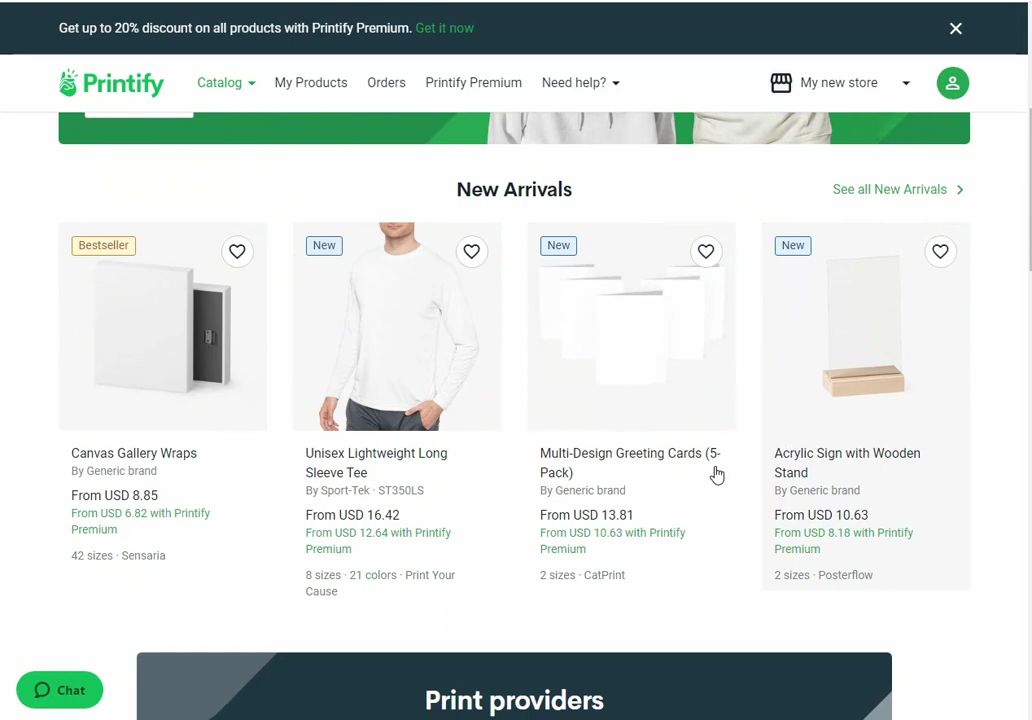 Get up to 20% discount on all products with Printify Premium. Get it now
Printify
Catalog
My Products
Orders
Printify Premium
Need help?
My new store
New Arrivals
See all New Arrivals
Bestseller
Canvas Gallery Wraps
By Generic brand
From USD 8.85
From USD 6.82 with Printify
Premium
42 sizes · Sensaria
New
Unisex Lightweight Long
Sleeve Tee
By Sport-Tek · ST350LS
From USD 16.42
From USD 12.64 with Printify
Premium
8 sizes · 21 colors · Print Your
Cause
New
Multi-Design Greeting Cards (5-
Pack)
By Generic brand
From USD 13.81
From USD 10.63 with Printify
Premium
2 sizes · CatPrint
New
Acrylic Sign with Wooden
Stand
By Generic brand
From USD 10.63
From USD 8.18 with Printify
Premium
2 sizes · Posterflow
Chat
Print providers